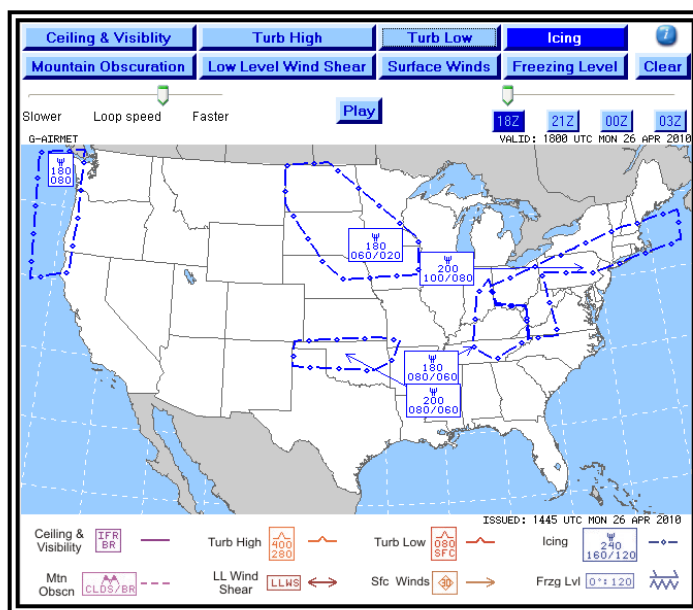 Ceiling & Visiblity Turb High Turb Low Icing i
Mountain Obscuration Low Level Wind Shear Surface Winds Freezing Level Clear
Slower Loop speed Faster Play 18Z 21Z 00Z 03Z
G-AIRMET VALID: 1800 UTC MON 26 APR 2010
180
080
180
060/020
200
100/080
180
080/060
200
080/060
ISSUED: 1445 UTC MON 26 APR 2010
Ceiling &
Visibility
IFR
BR
Turb High
400
280
Turb Low
080
SFC
Icing
240
160/120
Mtn
Obscn
CLDS/BR
LL Wind
Shear
LLWS
Sfc Winds
30
Frzg Lvl
0°:120